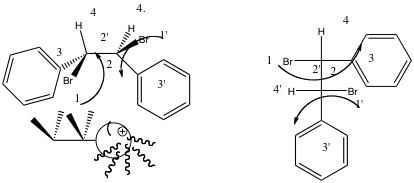 4 4.
H H
2' Br 1'
3
Br 2
1 3'
⊕
4
H
1 Br 2' 2 3
4' H Br
1'
3'